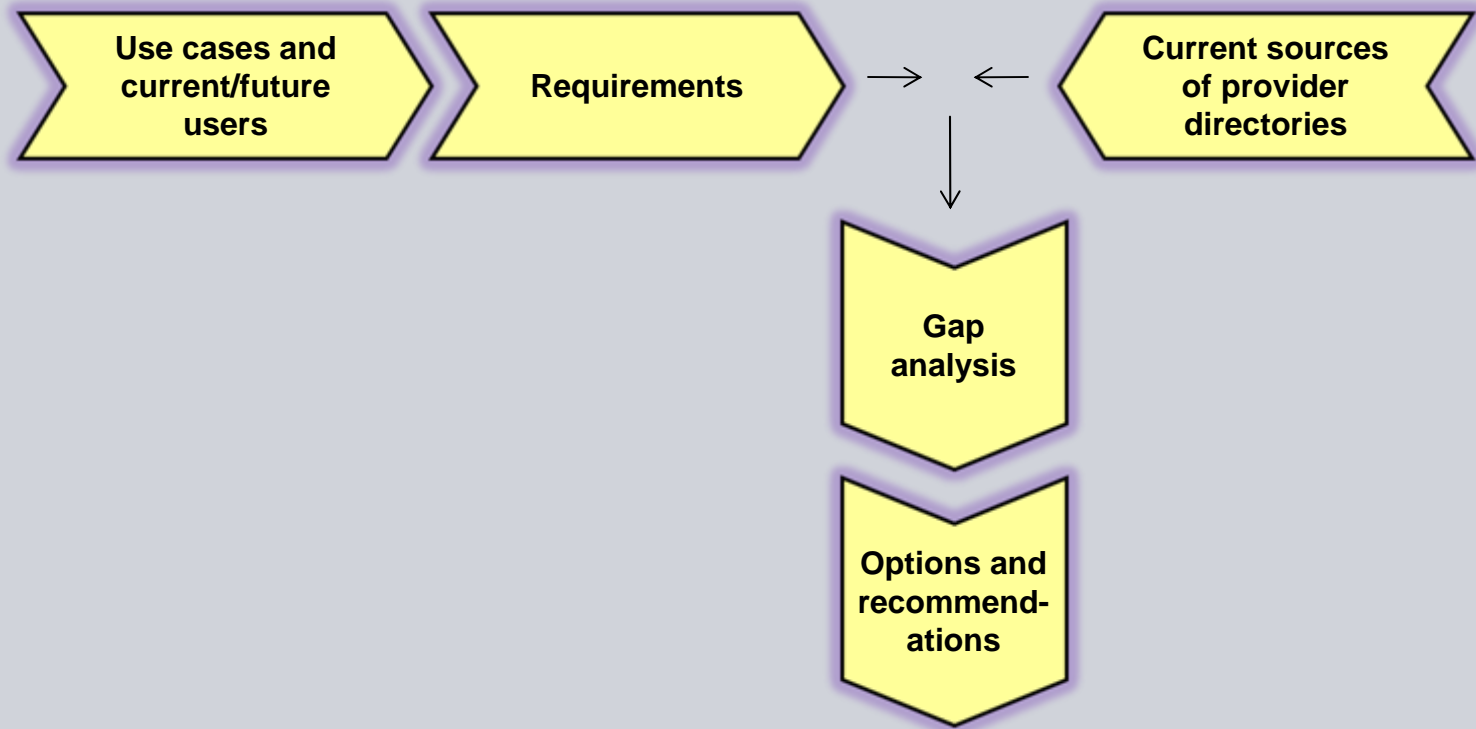 Use cases and
current/future
users
Requirements
Current sources
of provider
directories
Gap
analysis
Options and
recommend-
ations